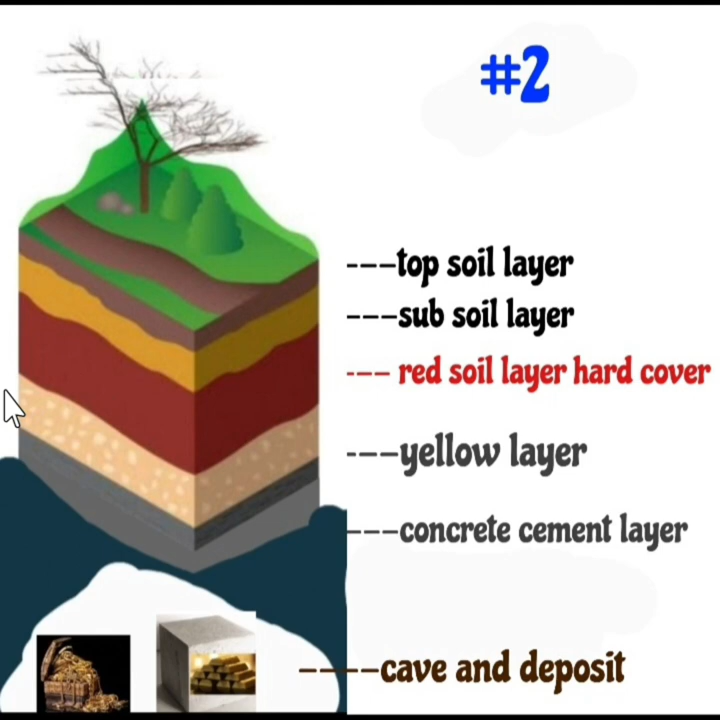 #2
---top soil layer
---sub soil layer
--- red soil layer hard cover
---yellow layer
---concrete cement layer
----cave and deposit